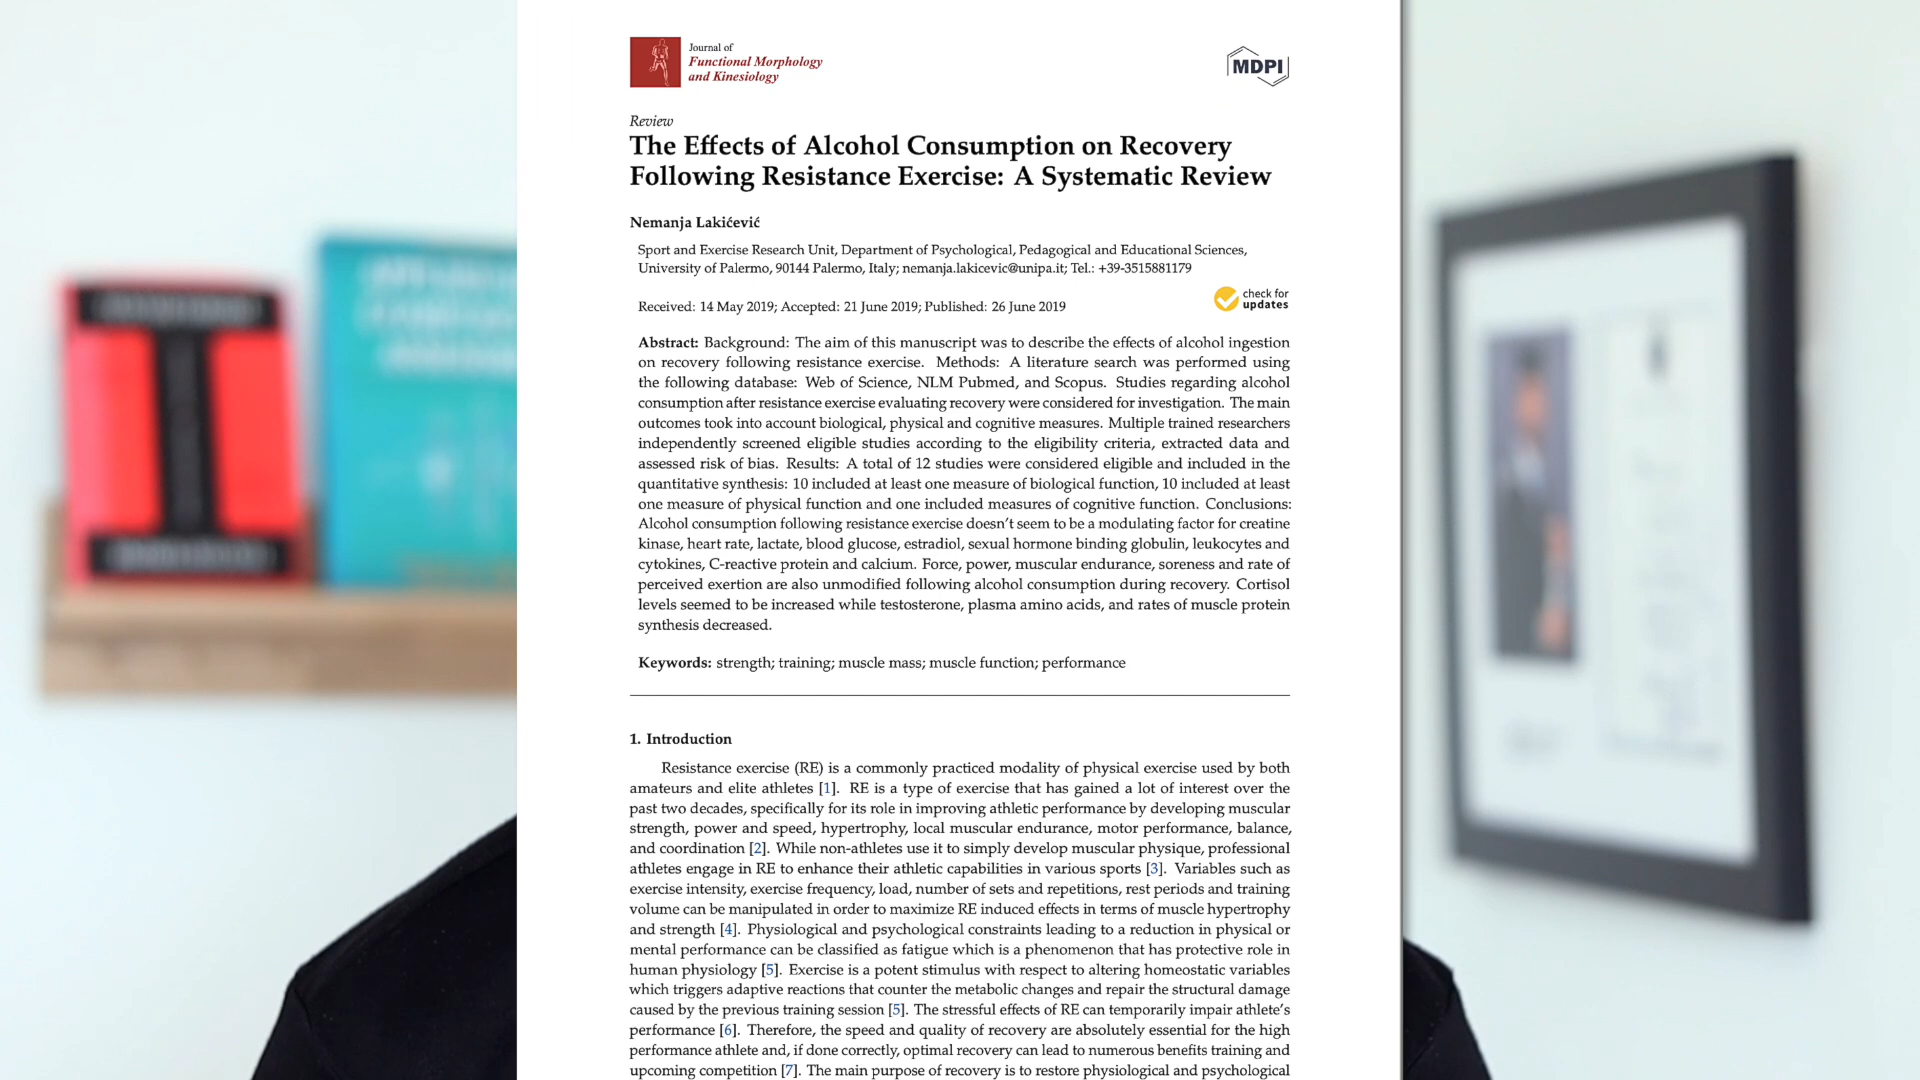 Journal of
Functional Morphology
and Kinesiology
MDPI
Review
The Effects of Alcohol Consumption on Recovery
Following Resistance Exercise: A Systematic Review
Nemanja Lakićević
Sport and Exercise Research Unit, Department of Psychological, Pedagogical and Educational Sciences,
University of Palermo, 90144 Palermo, Italy; nemanja.lakicevic@unipa.it; Tel.: +39-3515881179
check for
updates
Received: 14 May 2019; Accepted: 21 June 2019; Published: 26 June 2019
Abstract: Background: The aim of this manuscript was to describe the effects of alcohol ingestion
on recovery following resistance exercise. Methods: A literature search was performed using
the following database: Web of Science, NLM Pubmed, and Scopus. Studies regarding alcohol
consumption after resistance exercise evaluating recovery were considered for investigation. The main
outcomes took into account biological, physical and cognitive measures. Multiple trained researchers
independently screened eligible studies according to the eligibility criteria, extracted data and
assessed risk of bias. Results: A total of 12 studies were considered eligible and included in the
quantitative synthesis: 10 included at least one measure of biological function, 10 included at least
one measure of physical function and one included measures of cognitive function. Conclusions:
Alcohol consumption following resistance exercise doesn't seem to be a modulating factor for creatine
kinase, heart rate, lactate, blood glucose, estradiol, sexual hormone binding globulin, leukocytes and
cytokines, C-reactive protein and calcium. Force, power, muscular endurance, soreness and rate of
perceived exertion are also unmodified following alcohol consumption during recovery. Cortisol
levels seemed to be increased while testosterone, plasma amino acids, and rates of muscle protein
synthesis decreased.
Keywords: strength; training; muscle mass; muscle function; performance
1. Introduction
Resistance exercise (RE) is a commonly practiced modality of physical exercise used by both
amateurs and elite athletes [1]. RE is a type of exercise that has gained a lot of interest over the
past two decades, specifically for its role in improving athletic performance by developing muscular
strength, power and speed, hypertrophy, local muscular endurance, motor performance, balance,
and coordination [2]. While non-athletes use it to simply develop muscular physique, professional
athletes engage in RE to enhance their athletic capabilities in various sports [3]. Variables such as
exercise intensity, exercise frequency, load, number of sets and repetitions, rest periods and training
volume can be manipulated in order to maximize RE induced effects in terms of muscle hypertrophy
and strength [4]. Physiological and psychological constraints leading to a reduction in physical or
mental performance can be classified as fatigue which is a phenomenon that has protective role in
human physiology [5]. Exercise is a potent stimulus with respect to altering homeostatic variables
which triggers adaptive reactions that counter the metabolic changes and repair the structural damage
caused by the previous training session [5]. The stressful effects of RE can temporarily impair athlete's
performance [6]. Therefore, the speed and quality of recovery are absolutely essential for the high
performance athlete and, if done correctly, optimal recovery can lead to numerous benefits training and
upcoming competition [7]. The main purpose of recovery is to restore physiological and psychological